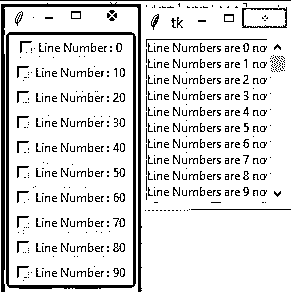 Line Number: 0
Line Number: 10
Line Number: 20
Line Number: 30
Line Number: 40
Line Number: 50
Line Number: 60
Line Number: 70
Line Number: 80
Line Number: 90
tk
Line Numbers are 0 no
Line Numbers are 1 no
Line Numbers are 2 no
Line Numbers are 3 no
Line Numbers are 4 no
Line Numbers are 5 no
Line Numbers are 6 no
Line Numbers are 7 no
Line Numbers are 8 no
Line Numbers are 9 no